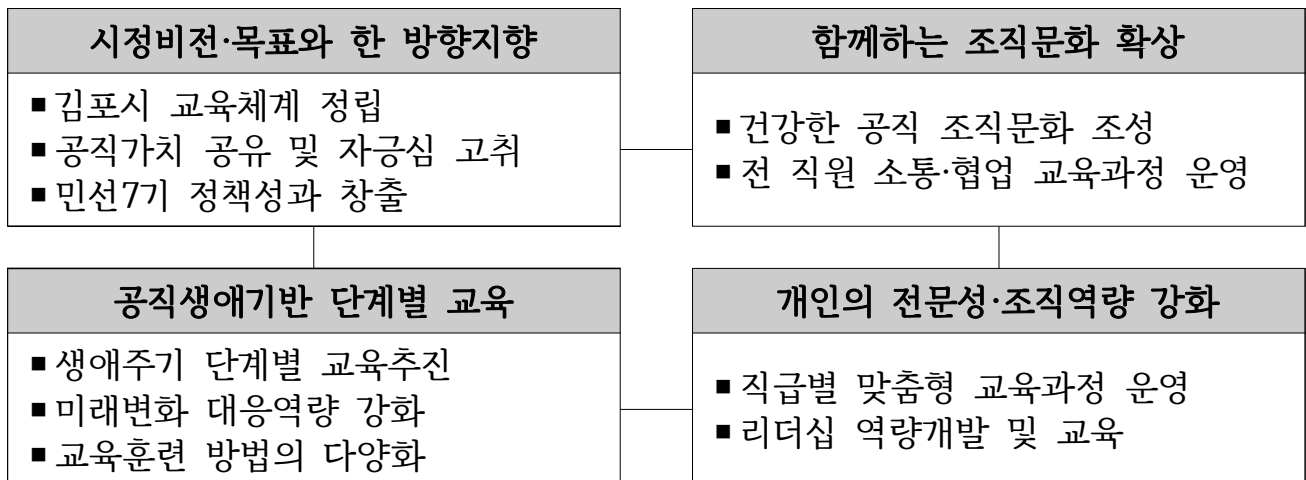 시정비전·목표와 한 방향지향
■ 김포시 교육체계 정립
■ 공직가치 공유 및 자긍심 고취
■ 민선7기 정책성과 창출
함께하는 조직문화 확상
■ 건강한 공직 조직문화 조성
■ 전 직원 소통·협업 교육과정 운영
공직생애기반 단계별 교육
■ 생애주기 단계별 교육추진
■ 미래변화 대응역량 강화
■ 교육훈련 방법의 다양화
개인의 전문성·조직역량 강화
■ 직급별 맞춤형 교육과정 운영
■ 리더십 역량개발 및 교육